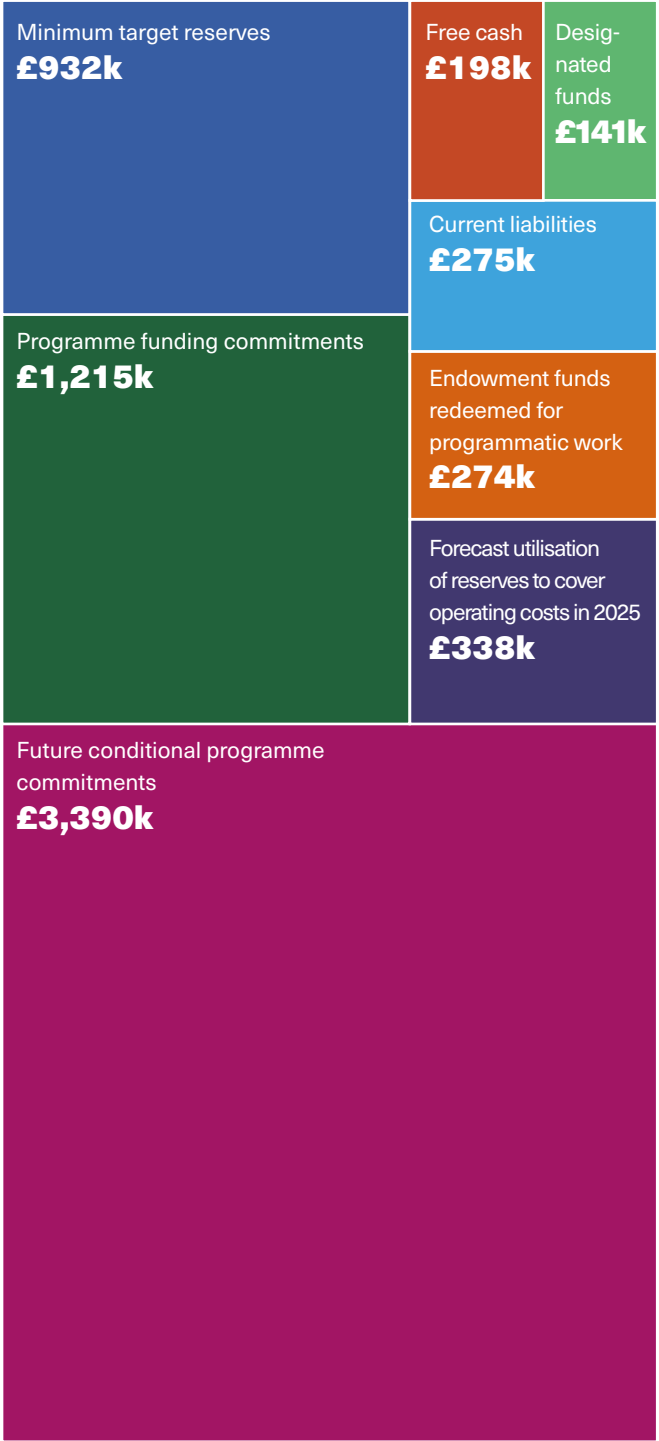 Minimum target reserves
£932k
Free cash
£198k
Desig-
nated
funds
£141k
Current liabilities
£275k
Programme funding commitments
£1,215k
Endowment funds
redeemed for
programmatic work
£274k
Forecast utilisation
of reserves to cover
operating costs in 2025
£338k
Future conditional programme
commitments
£3,390k